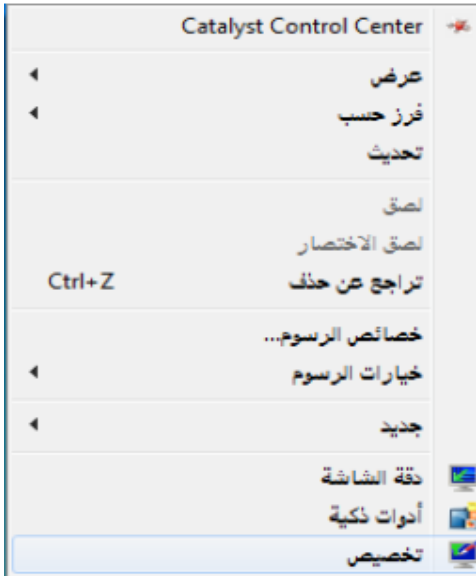 Catalyst Control Center
عرض
فرز حسب
تحديث
لصق
لصق الاختصار
تراجع عن حذف Ctrl+Z
خصائص الرسوم...
خيارات الرسوم
جديد
دقة الشاشة
أدوات ذكية
تخصيص